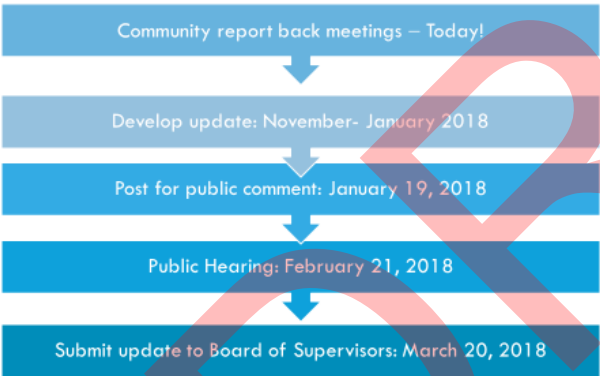 Community report back meetings – Today!
Develop update: November- January 2018
Post for public comment: January 19, 2018
Public Hearing: February 21, 2018
Submit update to Board of Supervisors: March 20, 2018